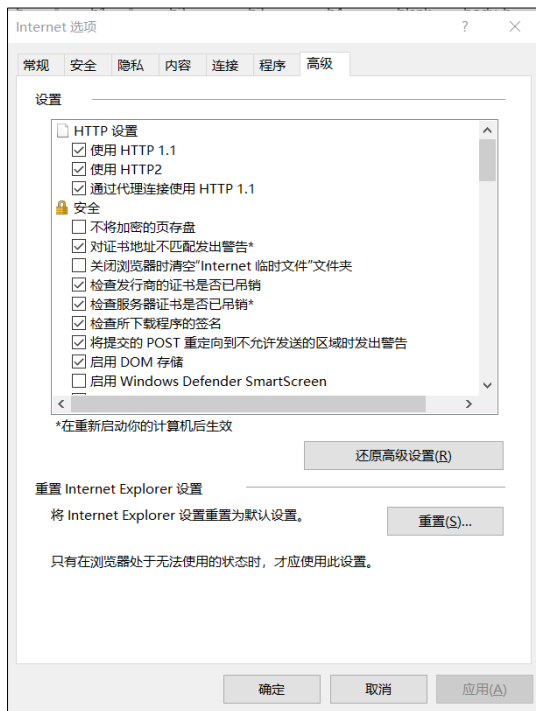 Internet 选项
常规 安全 隐私 内容 连接 程序 高级
设置
HTTP 设置
使用 HTTP 1.1
使用 HTTP2
通过代理连接使用 HTTP 1.1
安全
不将加密的页存盘
对证书地址不匹配发出警告*
关闭浏览器时清空"Internet 临时文件"文件夹
检查发行商的证书是否已吊销
检查服务器证书是否已吊销*
检查所下载程序的签名
将提交的 POST 重定向到不允许发送的区域时发出警告
启用 DOM 存储
启用 Windows Defender SmartScreen
*在重新启动你的计算机后生效
还原高级设置(R)
重置 Internet Explorer 设置
将 Internet Explorer 设置重置为默认设置。
重置(S)...
只有在浏览器处于无法使用的状态时，才应使用此设置。
确定 取消 应用(A)